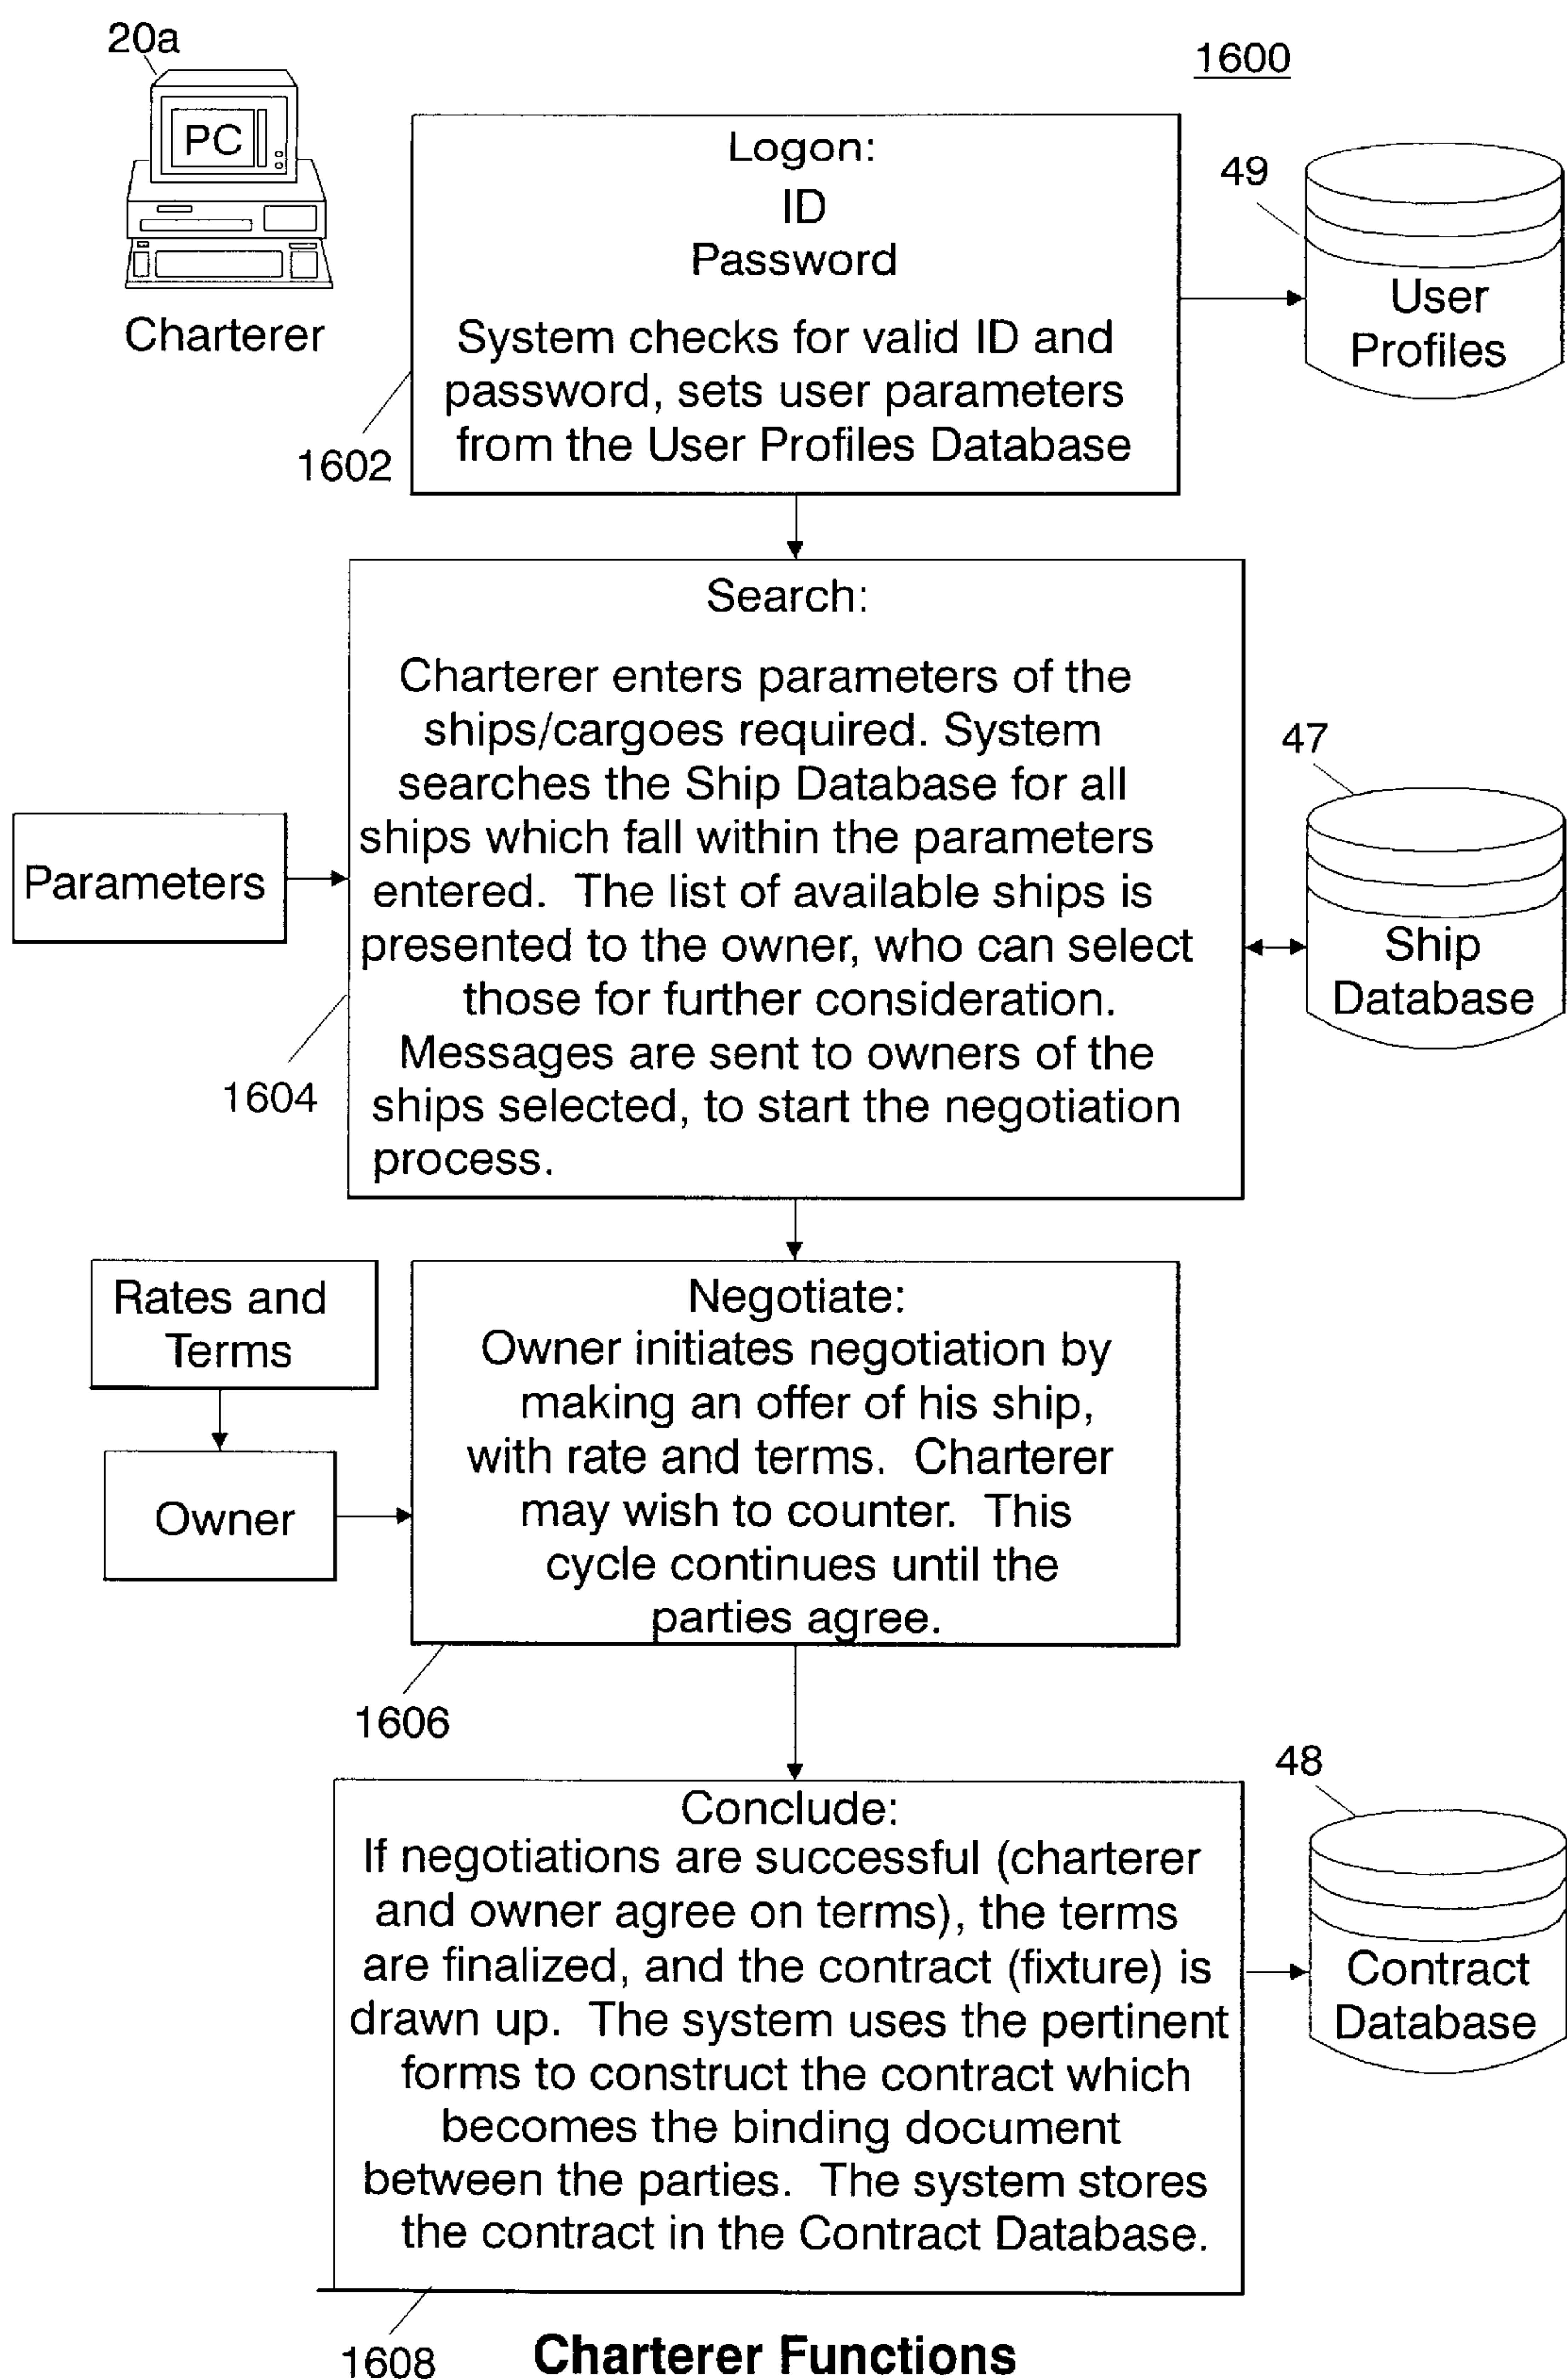 20a
1600
PC
Charterer
Logon:
ID
Password
System checks for valid ID and
password, sets user parameters
from the User Profiles Database
1602
49
User
Profiles
Search:
Charterer enters parameters of the
ships/cargoes required. System
searches the Ship Database for all
ships which fall within the parameters
entered. The list of available ships is
presented to the owner, who can select
those for further consideration.
Messages are sent to owners of the
ships selected, to start the negotiation
process.
Parameters
1604
47
Ship
Database
Rates and
Terms
Owner
Negotiate:
Owner initiates negotiation by
making an offer of his ship,
with rate and terms. Charterer
may wish to counter. This
cycle continues until the
parties agree.
1606
Conclude:
If negotiations are successful (charterer
and owner agree on terms), the terms
are finalized, and the contract (fixture) is
drawn up. The system uses the pertinent
forms to construct the contract which
becomes the binding document
between the parties. The system stores
the contract in the Contract Database.
48
Contract
Database
1608
Charterer Functions